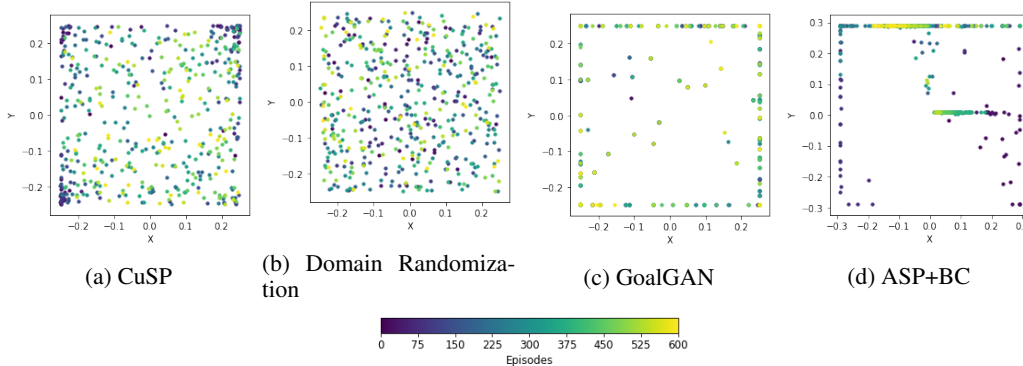 0.2
0.1
0.0
−0.1
−0.2
Y
−0.2 −0.1 0.0 0.1 0.2
X
(a) CuSP
0.2
0.1
0.0
−0.1
−0.2
Y
−0.2 −0.1 0.0 0.1 0.2
X
(b) Domain Randomiza-
tion
0.2
0.1
0.0
−0.1
−0.2
Y
−0.2 −0.1 0.0 0.1 0.2
X
(c) GoalGAN
0.3
0.2
0.1
0.0
−0.1
−0.2
−0.3
Y
−0.3 −0.2 −0.1 0.0 0.1 0.2 0.3
X
(d) ASP+BC
0 75 150 225 300 375 450 525 600
Episodes